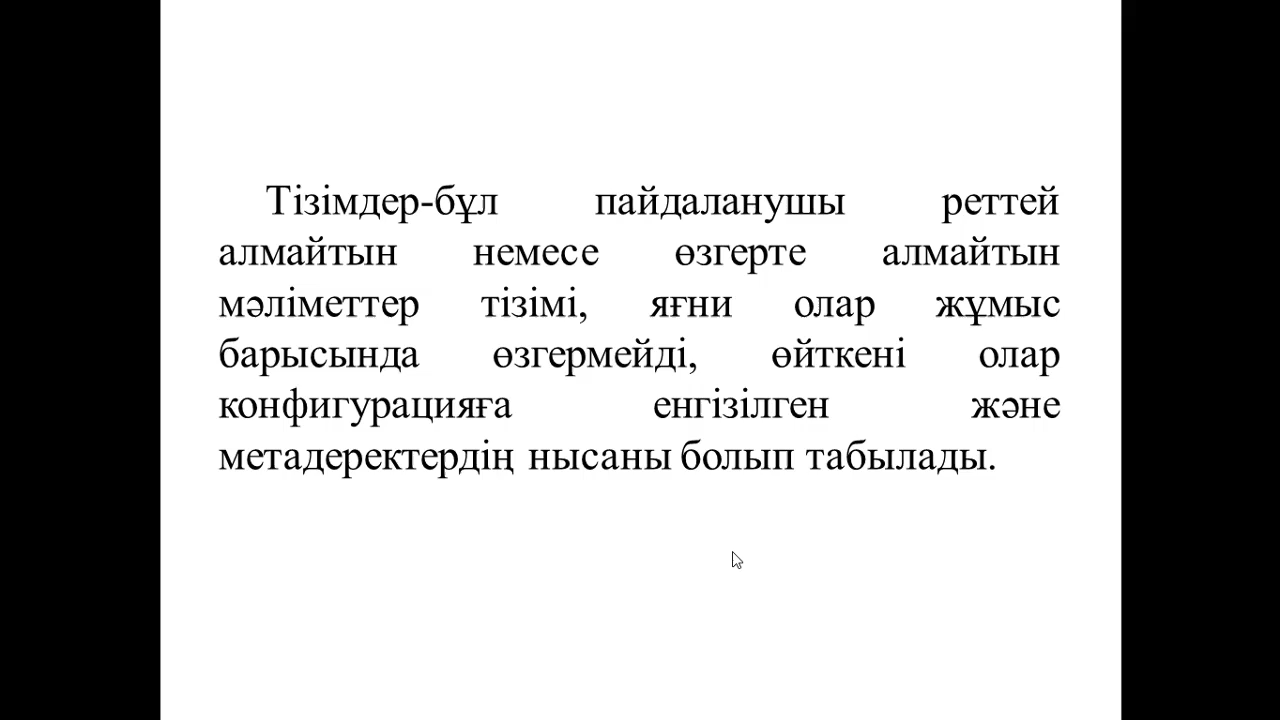 Тізімдер-бұл пайдаланушы реттей
алмайтын немесе өзгерте алмайтын
мәліметтер тізімі, яғни олар жұмыс
барысында өзгермейді, өйткені олар
конфигурацияға енгізілген және
метадеректердің нысаны болып табылады.